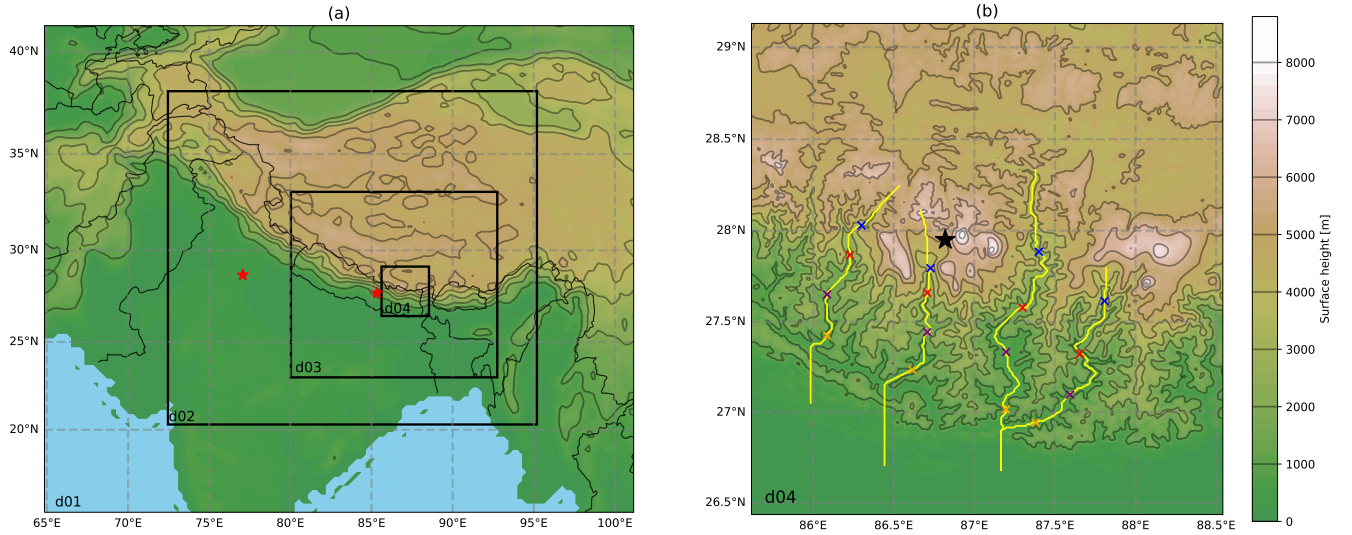 (a)
40°N
35°N
30°N
25°N
20°N
d04
d03
d02
d01
65°E 70°E 75°E 80°E 85°E 90°E 95°E 100°E
(b)
29°N
28.5°N
28°N
27.5°N
27°N
26.5°N
d04
86°E 86.5°E 87°E 87.5°E 88°E 88.5°E
8000
7000
6000
5000
4000
3000
2000
1000
0
Surface height [m]